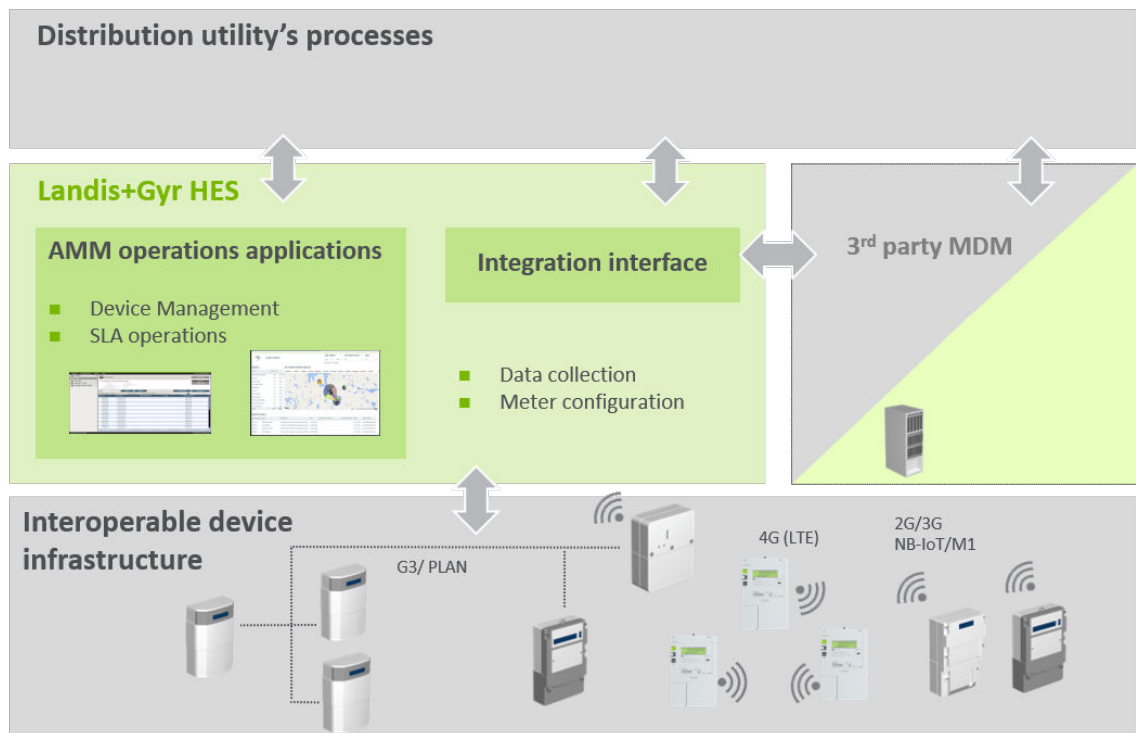 Distribution utility’s processes
Landis+Gyr HES
AMM operations applications
Device Management
SLA operations
Integration interface
Data collection
Meter configuration
3rd party MDM
Interoperable device
infrastructure
G3/ PLAN
4G (LTE)
2G/3G
NB-IoT/M1